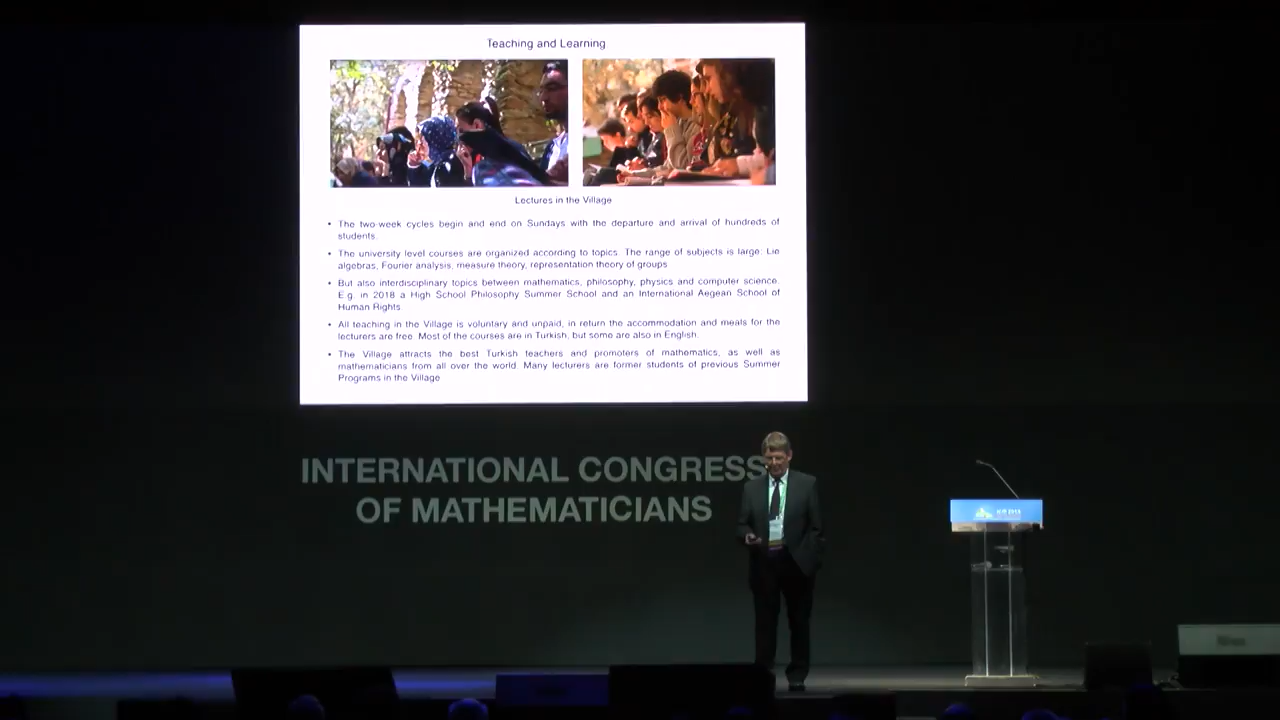 Teaching and Learning
Lectures in the Village
• The two-week cycles begin and end on Sundays with the departure and arrival of hundreds of
students.
• The university level courses are organized according to topics. The range of subjects is large: Lie
algebras, Fourier analysis, measure theory, representation theory of groups
• But also interdisciplinary topics between mathematics, philosophy, physics and computer science.
E.g. in 2018 a High School Philosophy Summer School and an International Aegean School of
Human Rights
• All teaching in the Village is voluntary and unpaid, in return the accommodation and meals for the
lecturers are free. Most of the courses are in Turkish, but some are also in English.
• The Village attracts the best Turkish teachers and promoters of mathematics, as well as
mathematicians from all over the world. Many lecturers are former students of previous Summer
Programs in the Village
INTERNATIONAL CONGRESS
OF MATHEMATICIANS